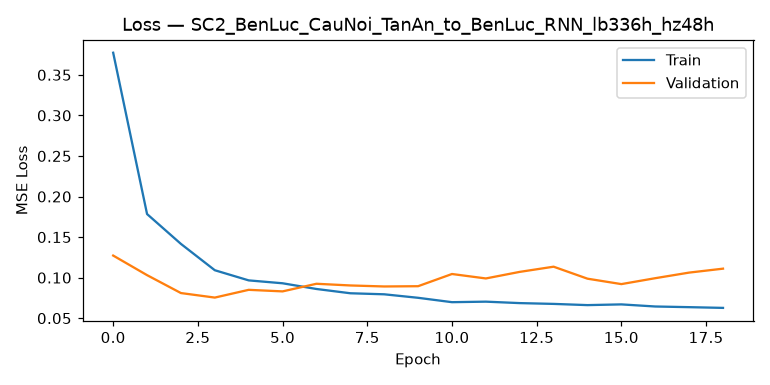 Loss — SC2_BenLuc_CauNoi_TanAn_to_BenLuc_RNN_lb336h_hz48h
Train
Validation
MSE Loss
0.35
0.30
0.25
0.20
0.15
0.10
0.05
0.0 2.5 5.0 7.5 10.0 12.5 15.0 17.5
Epoch